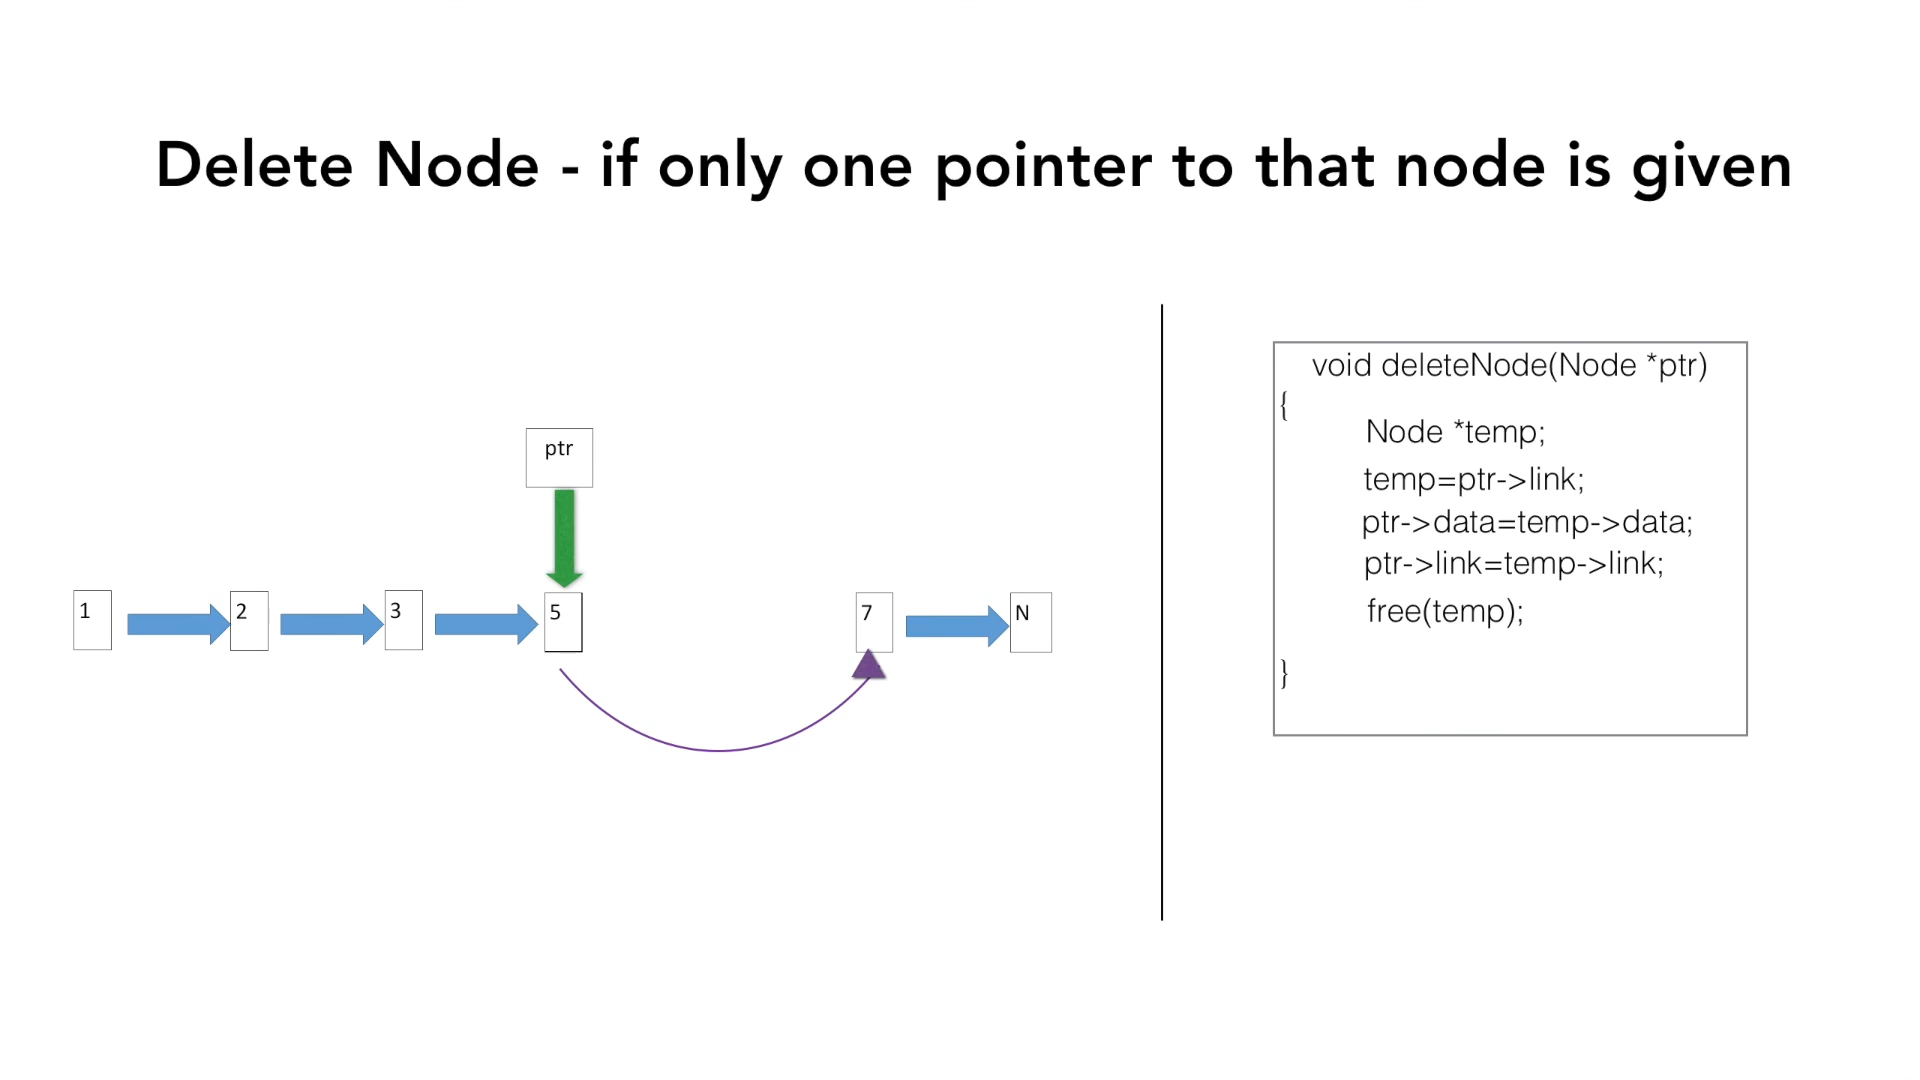 Delete Node - if only one pointer to that node is given
ptr
1
2
3
5
7
N
void deleteNode(Node *ptr)
{
Node *temp;
temp=ptr->link;
ptr->data=temp->data;
ptr->link=temp->link;
free(temp);
}